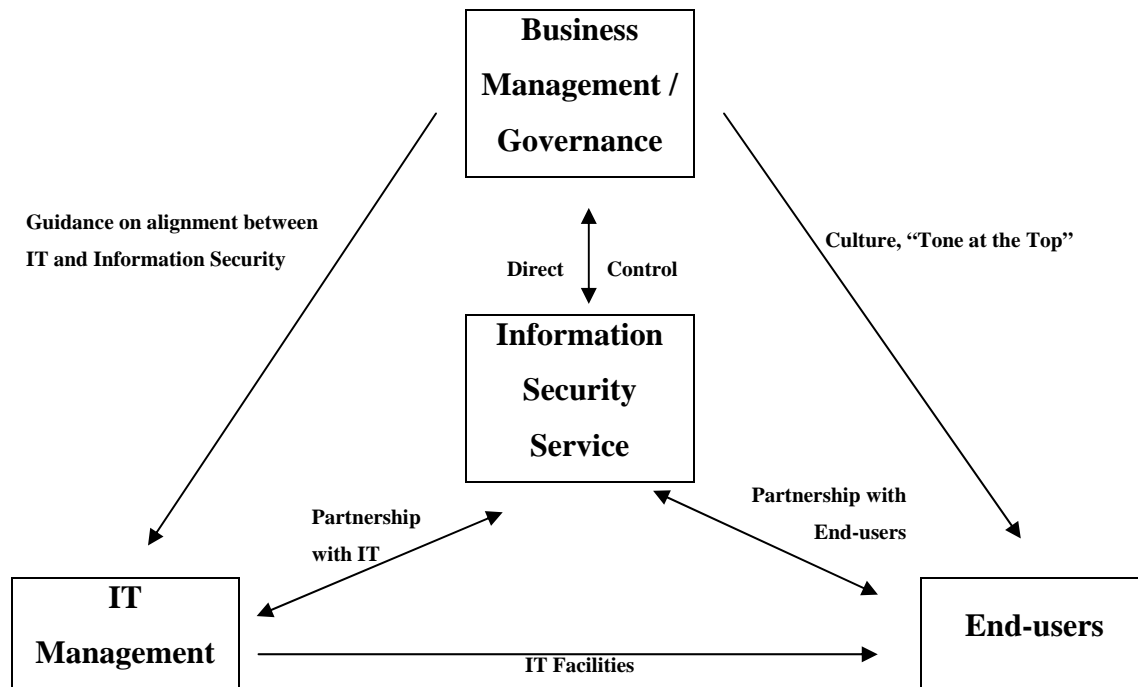 Business
Management /
Governance
Guidance on alignment between
IT and Information Security
Culture, “Tone at the Top”
Direct
Control
Information
Security
Service
Partnership
with IT
Partnership with
End-users
IT
Management
End-users
IT Facilities